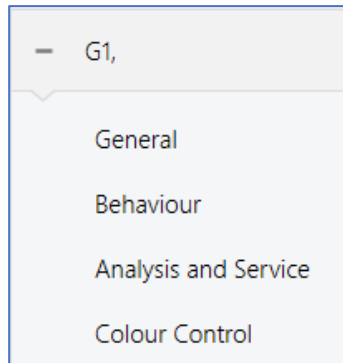 G1,
General
Behaviour
Analysis and Service
Colour Control